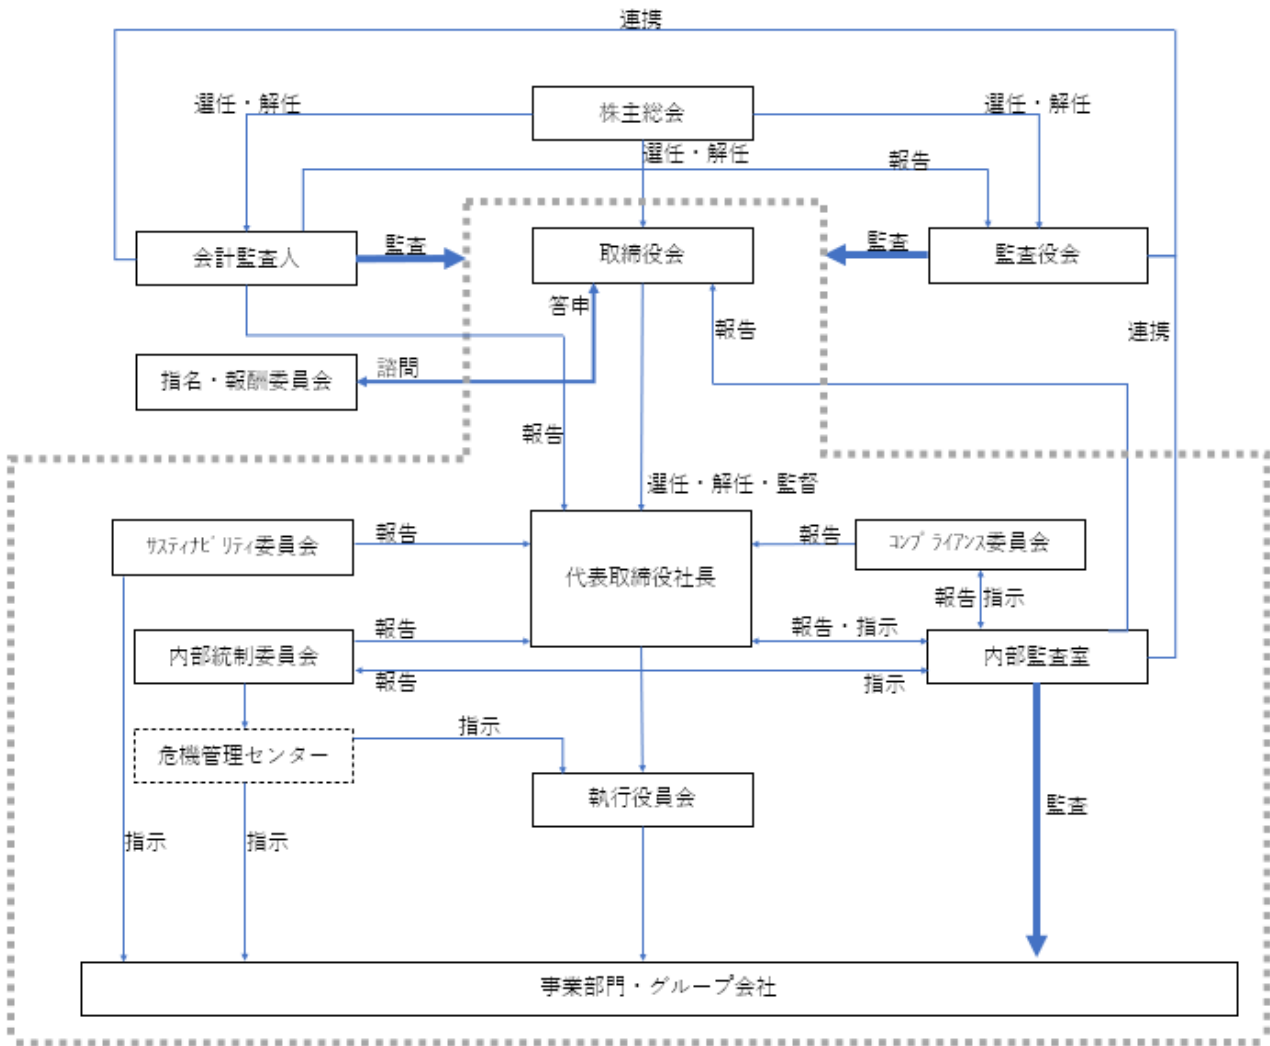 連携
選任・解任
株主総会
選任・解任
選任・解任
報告
会計監査人
監査
取締役会
監査
監査役会
答申
報告
連携
指名・報酬委員会
諮問
報告
選任・解任・監督
ｻｽﾃｨﾅﾋﾞﾘﾃｨ委員会
報告
代表取締役社長
報告
ｺﾝﾌﾟﾗｲｱﾝｽ委員会
報告 指示
内部統制委員会
報告
報告・指示
内部監査室
報告
指示
危機管理センター
指示
執行役員会
監査
指示
指示
事業部門・グループ会社